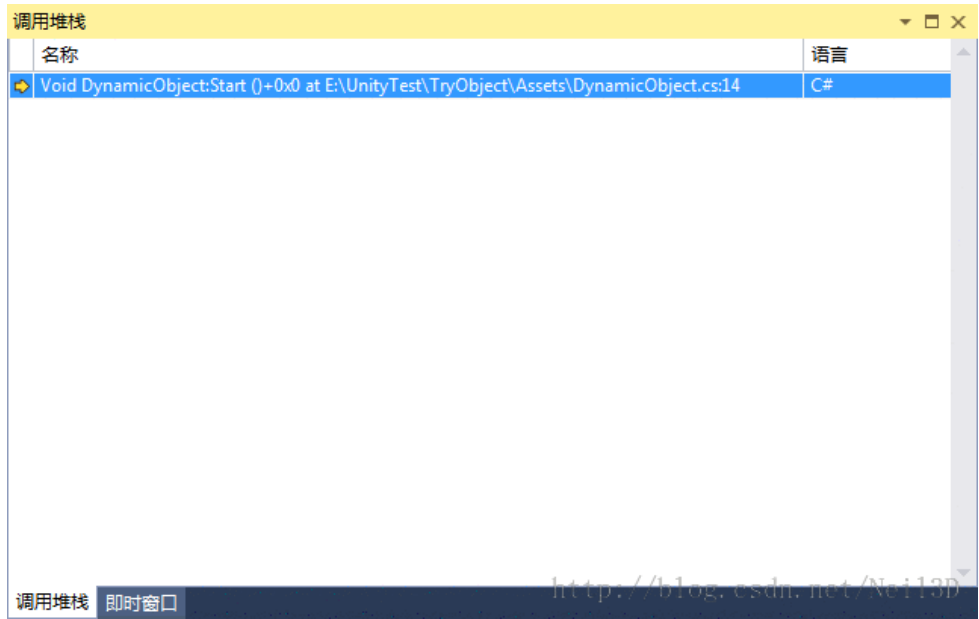 调用堆栈
名称 语言
Void DynamicObject:Start ()+0x0 at E:\UnityTest\TryObject\Assets\DynamicObject.cs:14 C#
http://blog.csdn.net/Neil3D
调用堆栈 即时窗口